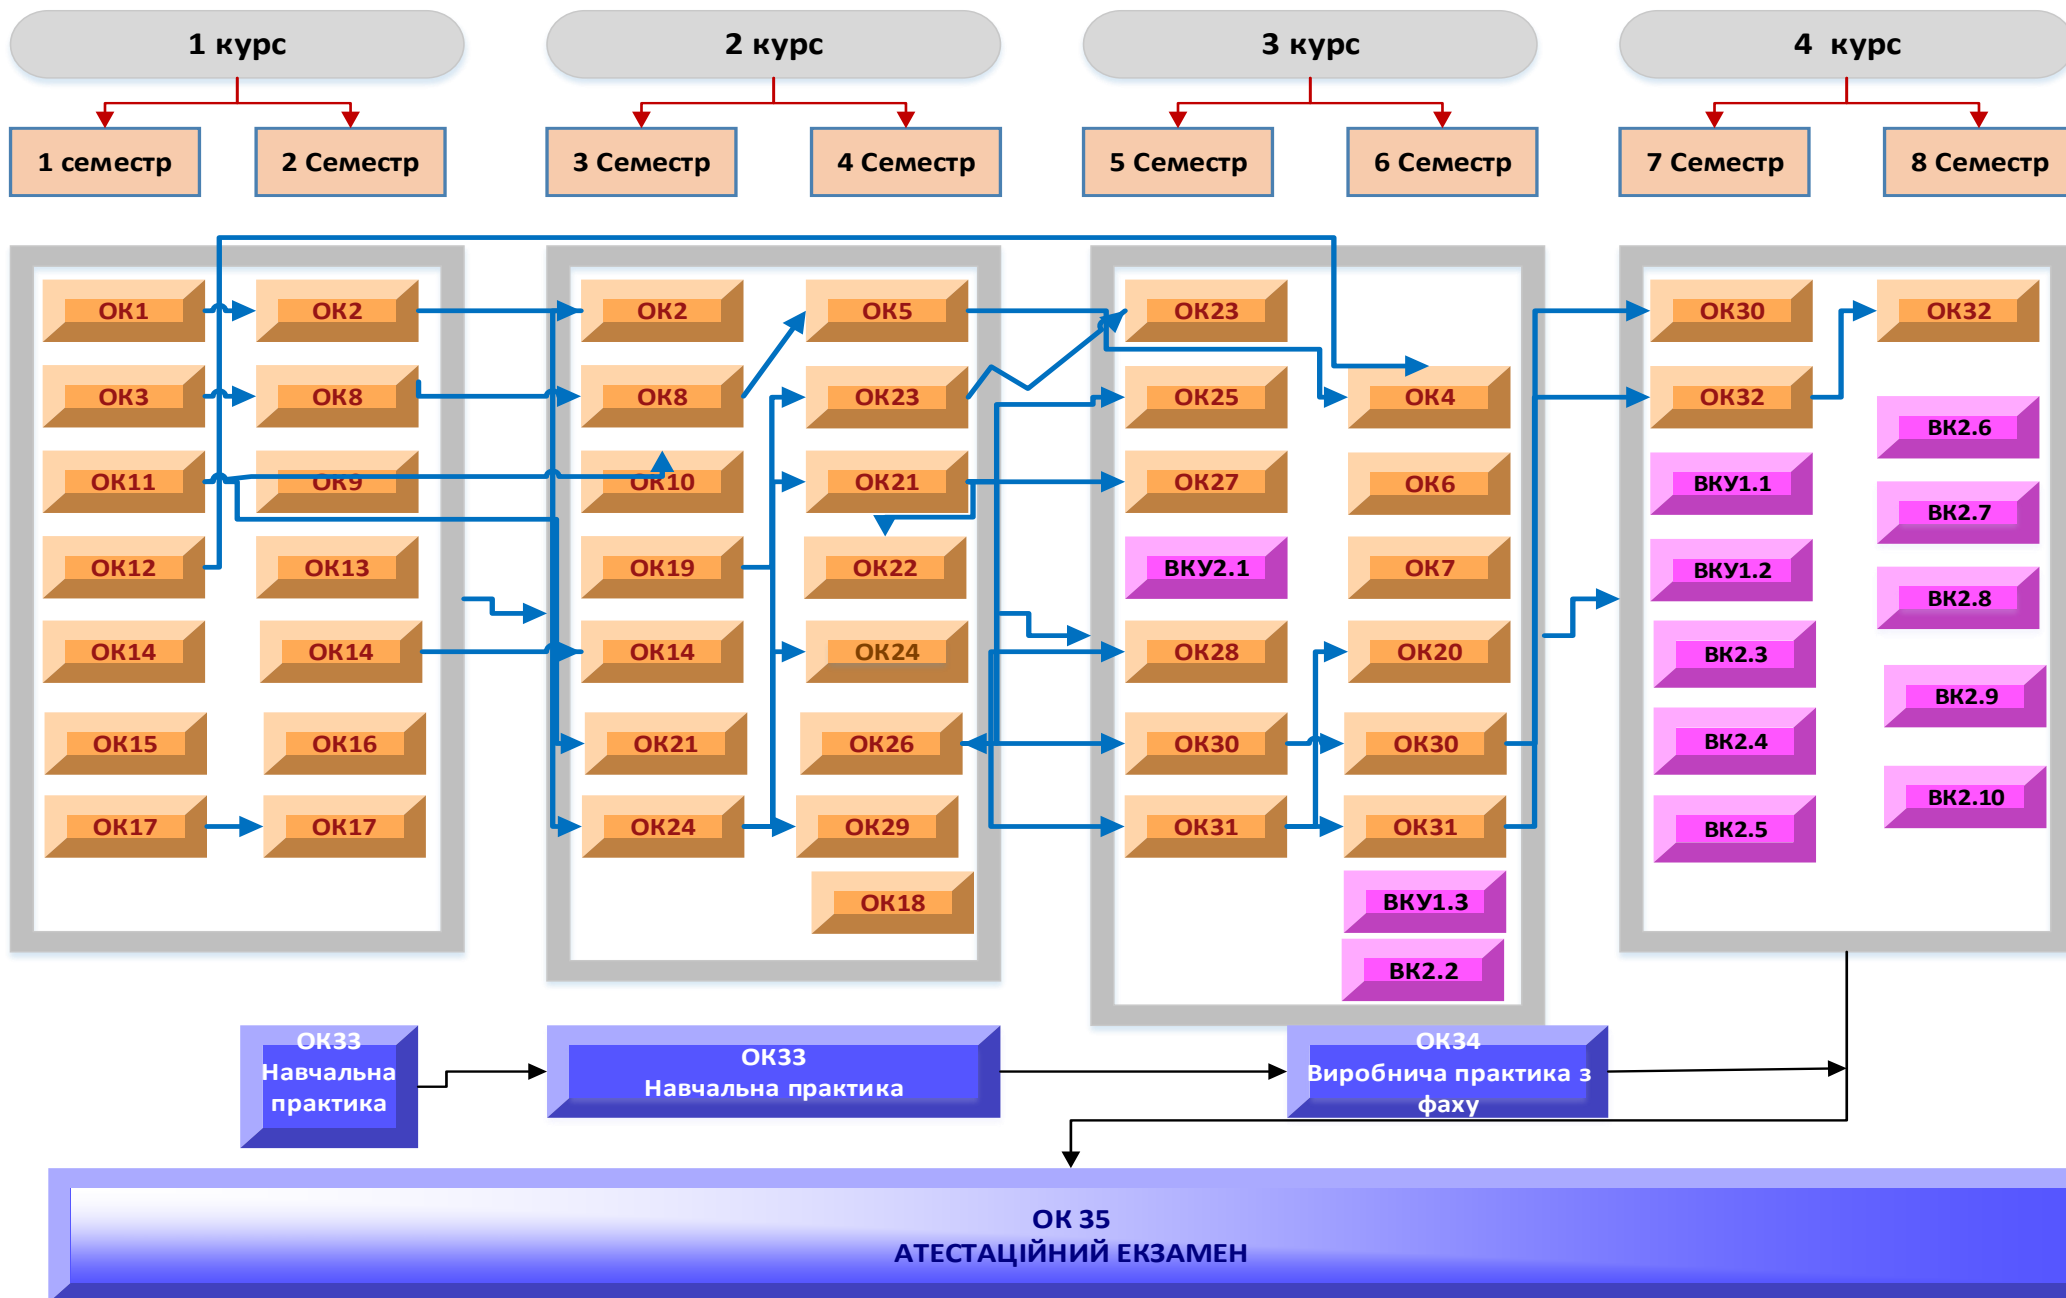 1 курс
2 курс
3 курс
4 курс
1 семестр
2 Семестр
3 Семестр
4 Семестр
5 Семестр
6 Семестр
7 Семестр
8 Семестр
ОК1
ОК2
ОК3
ОК8
ОК11
ОК9
ОК12
ОК13
ОК14
ОК14
ОК15
ОК16
ОК17
ОК17
ОК2
ОК5
ОК8
ОК23
ОК10
ОК21
ОК19
ОК22
ОК14
ОК24
ОК21
ОК26
ОК24
ОК29
ОК18
ОК23
ОК25
ОК4
ОК27
ОК6
ВКУ2.1
ОК7
ОК28
ОК20
ОК30
ОК30
ОК31
ОК31
ВКУ1.3
ВК2.2
ОК30
ОК32
ОК32
ВК2.6
ВКУ1.1
ВК2.7
ВКУ1.2
ВК2.8
ВК2.3
ВК2.9
ВК2.4
ВК2.10
ВК2.5
ОК33
Навчальна
практика
ОК33
Навчальна практика
ОК34
Виробнича практика з
фаху
ОК 35
АТЕСТАЦІЙНИЙ ЕКЗАМЕН